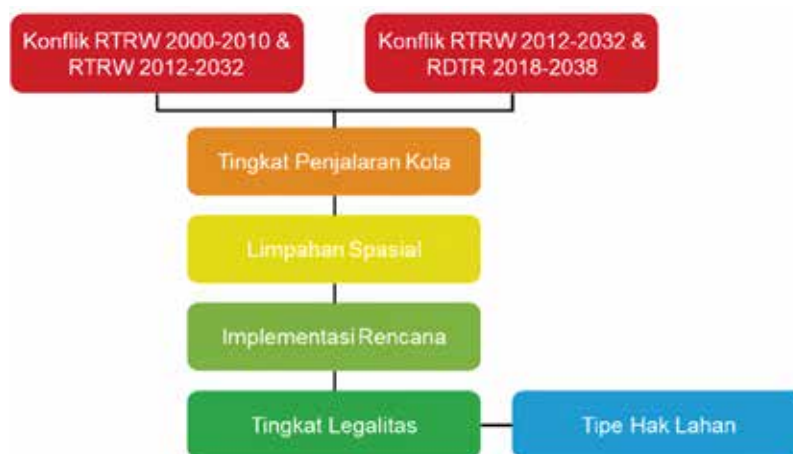 Konflik RTRW 2000-2010 &
RTRW 2012-2032
Konflik RTRW 2012-2032 &
RDTR 2018-2038
Tingkat Penjalaran Kota
Limpahan Spasial
Implementasi Rencana
Tingkat Legalitas
Tipe Hak Lahan